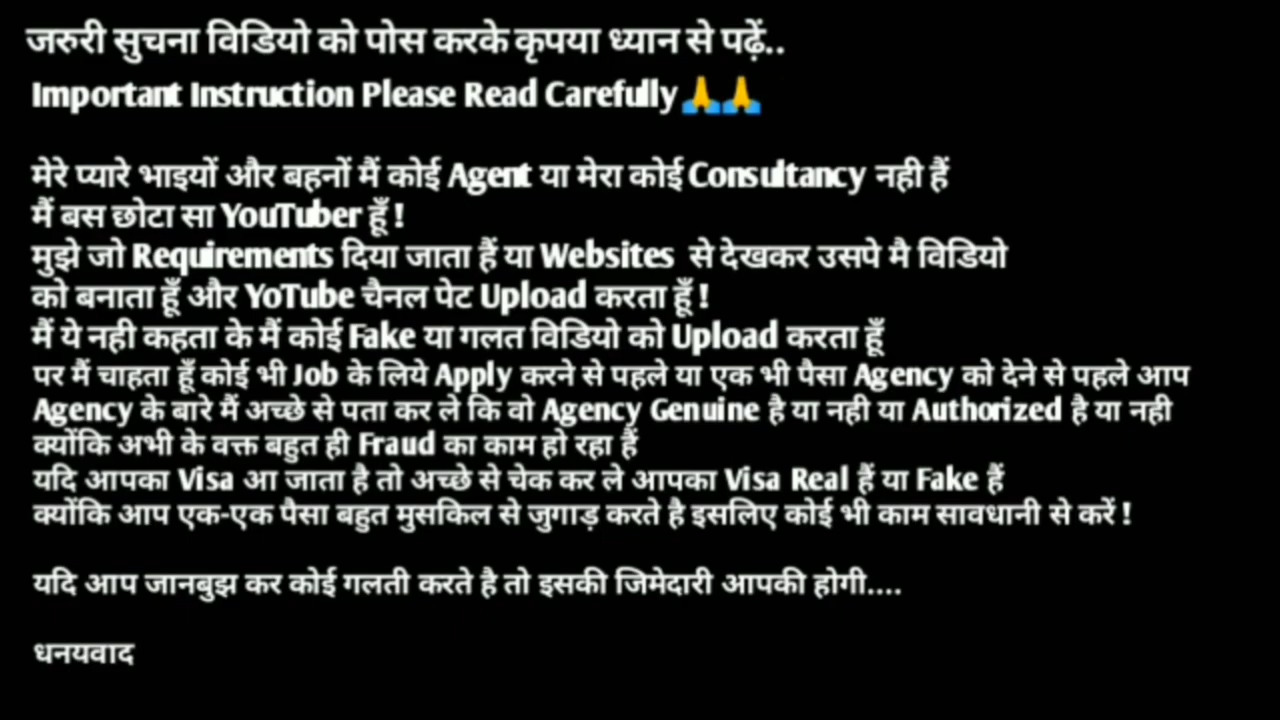 जरुरी सुचना विडियो को पोस करके कृपया ध्यान से पढ़ें..
Important Instruction Please Read Carefully🙏🙏
मेरे प्यारे भाइयों और बहनों मैं कोई Agent या मेरा कोई Consultancy नही हैं
मैं बस छोटा सा YouTuber हूँ !
मुझे जो Requirements दिया जाता हैं या Websites से देखकर उसपे मै विडियो
को बनाता हूँ और YoTube चैनल पेट Upload करता हूँ !
मैं ये नही कहता के मैं कोई Fake या गलत विडियो को Upload करता हूँ
पर मैं चाहता हूँ कोई भी Job के लिये Apply करने से पहले या एक भी पैसा Agency को देने से पहले आप
Agency के बारे मैं अच्छे से पता कर ले कि वो Agency Genuine है या नही या Authorized है या नही
क्योंकि अभी के वक्त बहुत ही Fraud का काम हो रहा हैं
यदि आपका Visa आ जाता है तो अच्छे से चेक कर ले आपका Visa Real हैं या Fake हैं
क्योंकि आप एक-एक पैसा बहुत मुसकिल से जुगाड़ करते है इसलिए कोई भी काम सावधानी से करें !
यदि आप जानबुझ कर कोई गलती करते है तो इसकी जिमेदारी आपकी होगी....
धनयवाद